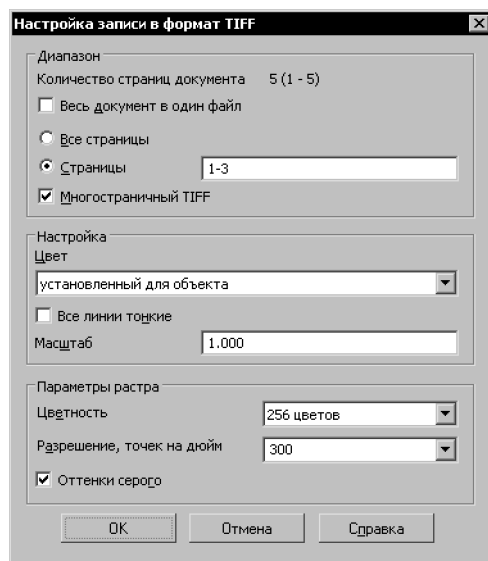 Настройка записи в формат TIFF
Диапазон
Количество страниц документа 5 (1 - 5)
Весь документ в один файл
Все страницы
Страницы 1-3
Многостраничный TIFF
Настройка
Цвет
установленный для объекта
Все линии тонкие
Масштаб 1.000
Параметры растра
Цветность 256 цветов
Разрешение, точек на дюйм 300
Оттенки серого
OK Отмена Справка